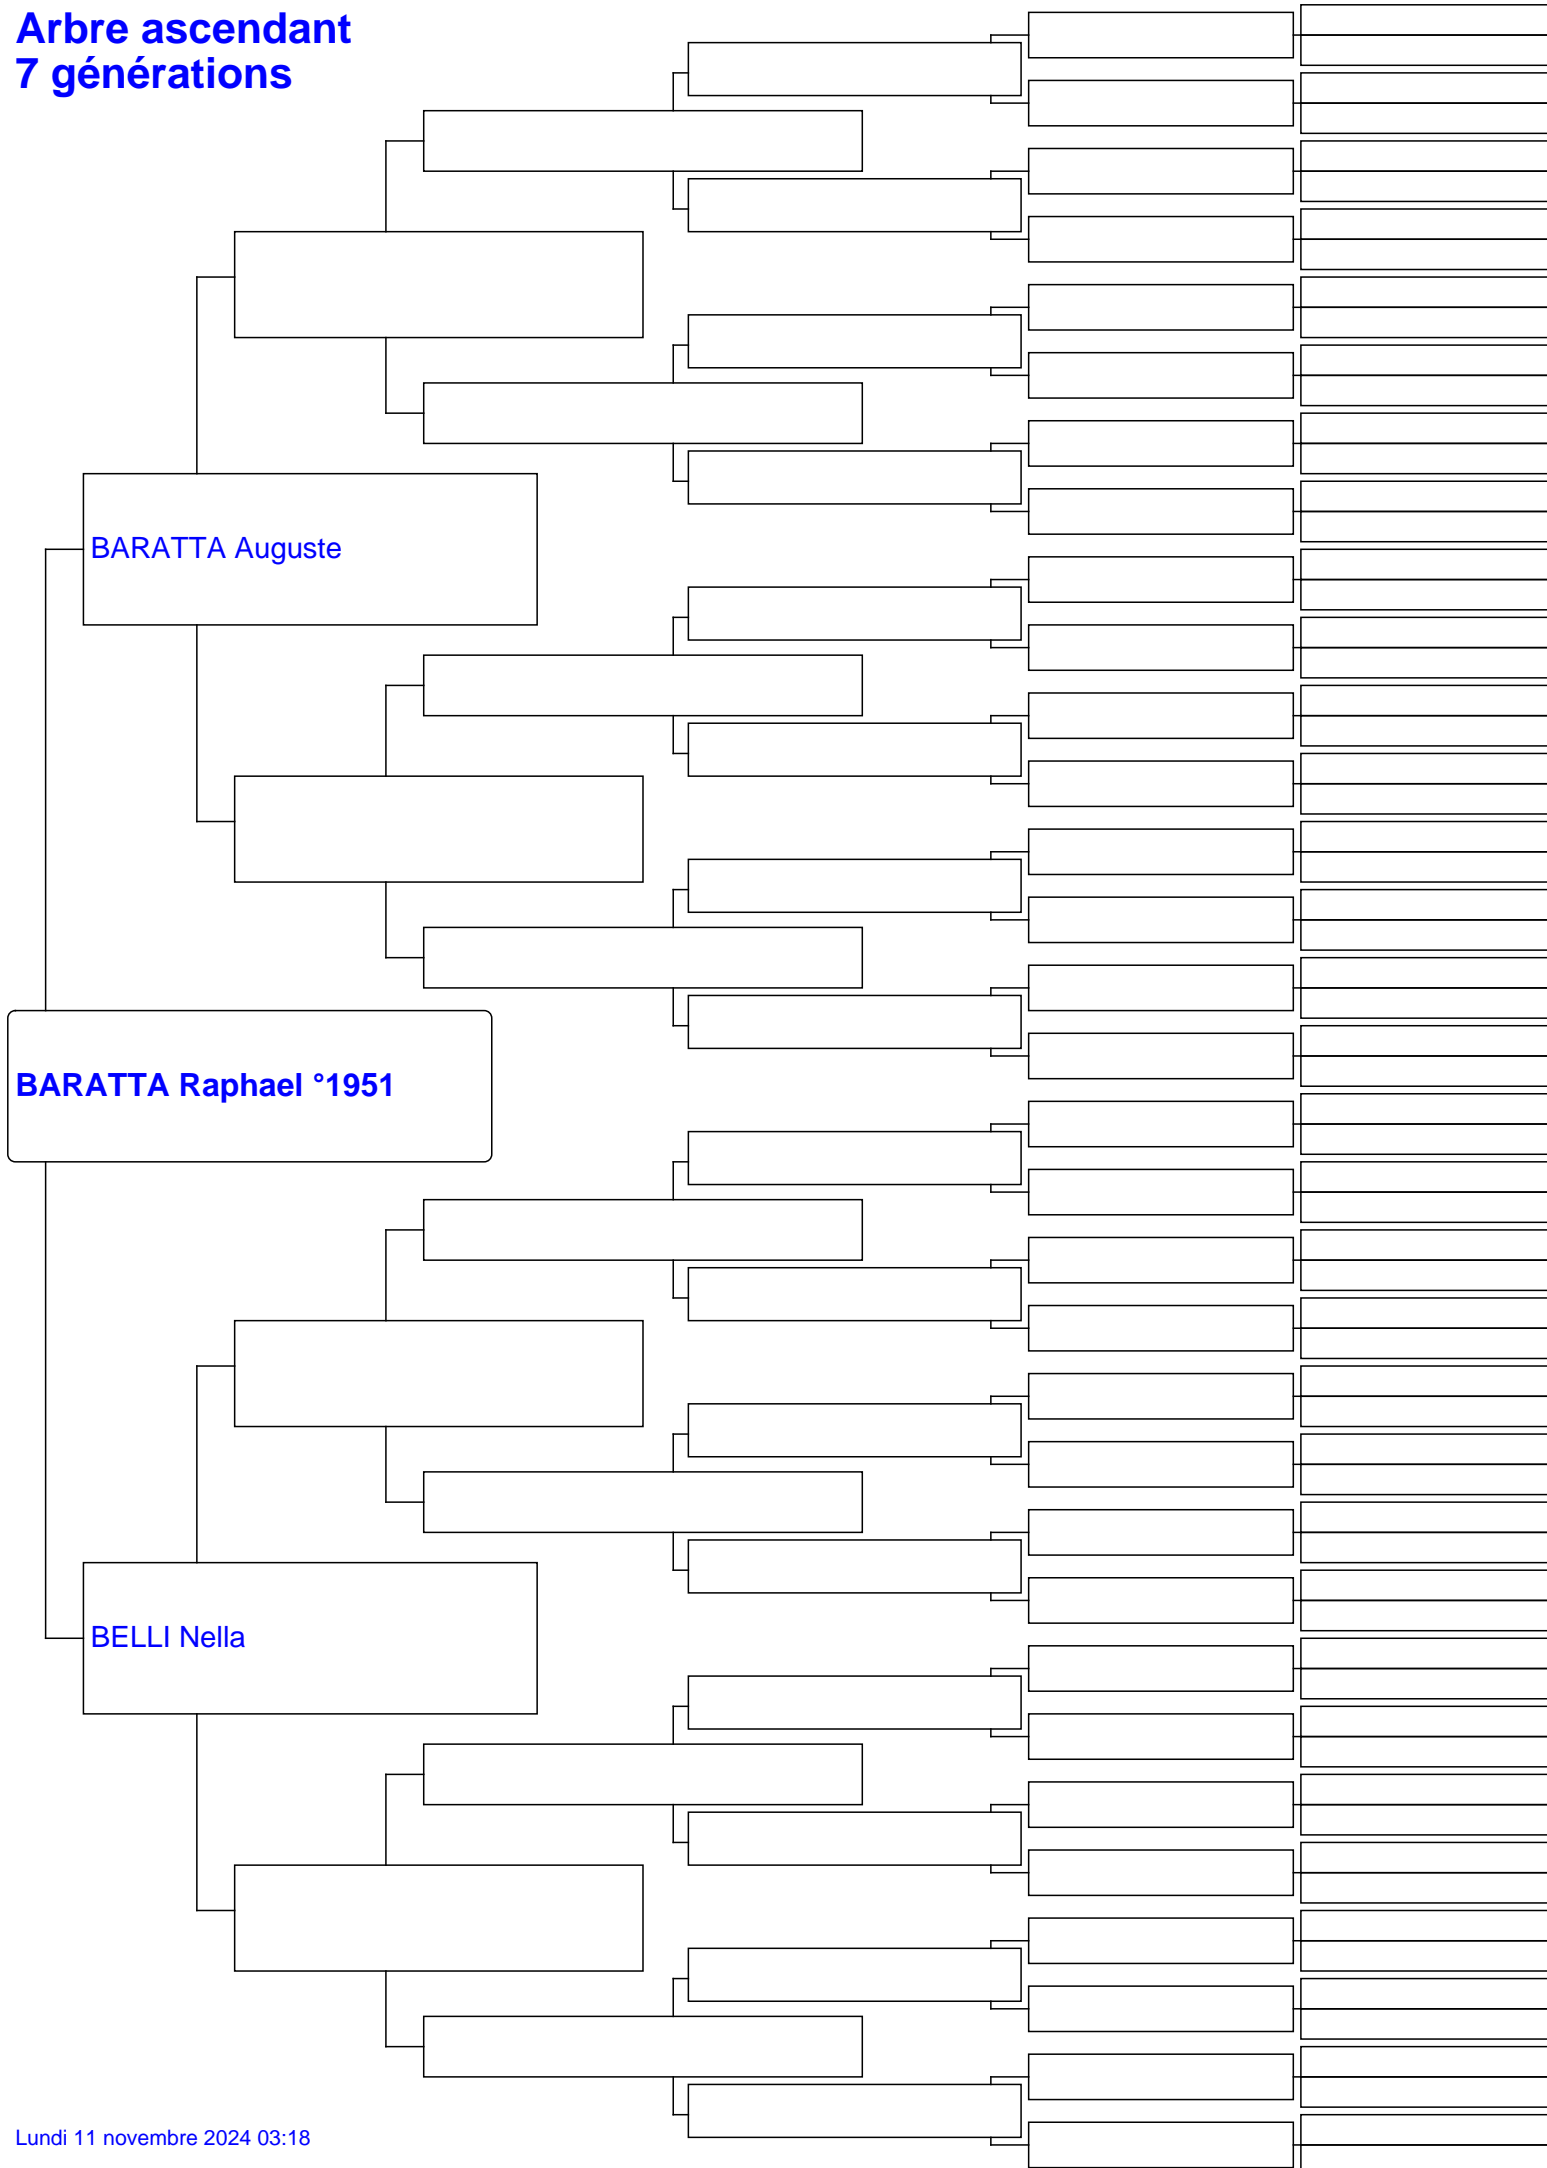 Arbre ascendant
7 générations
BARATTA Auguste
BARATTA Raphael °1951
BELLI Nella
Lundi 11 novembre 2024 03:18